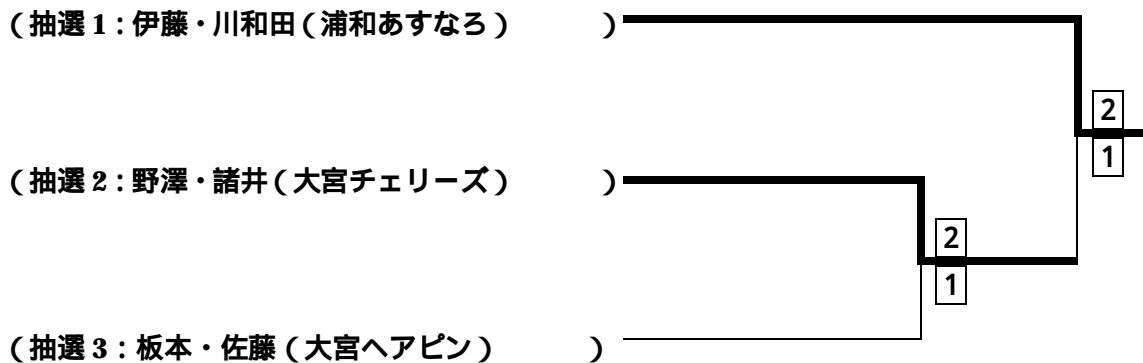 (抽選1:伊藤・川和田(浦和あすなろ) )
2
1
(抽選2:野澤・諸井(大宮チェリーズ) )
2
1
(抽選3:板本・佐藤(大宮ヘアピン) )